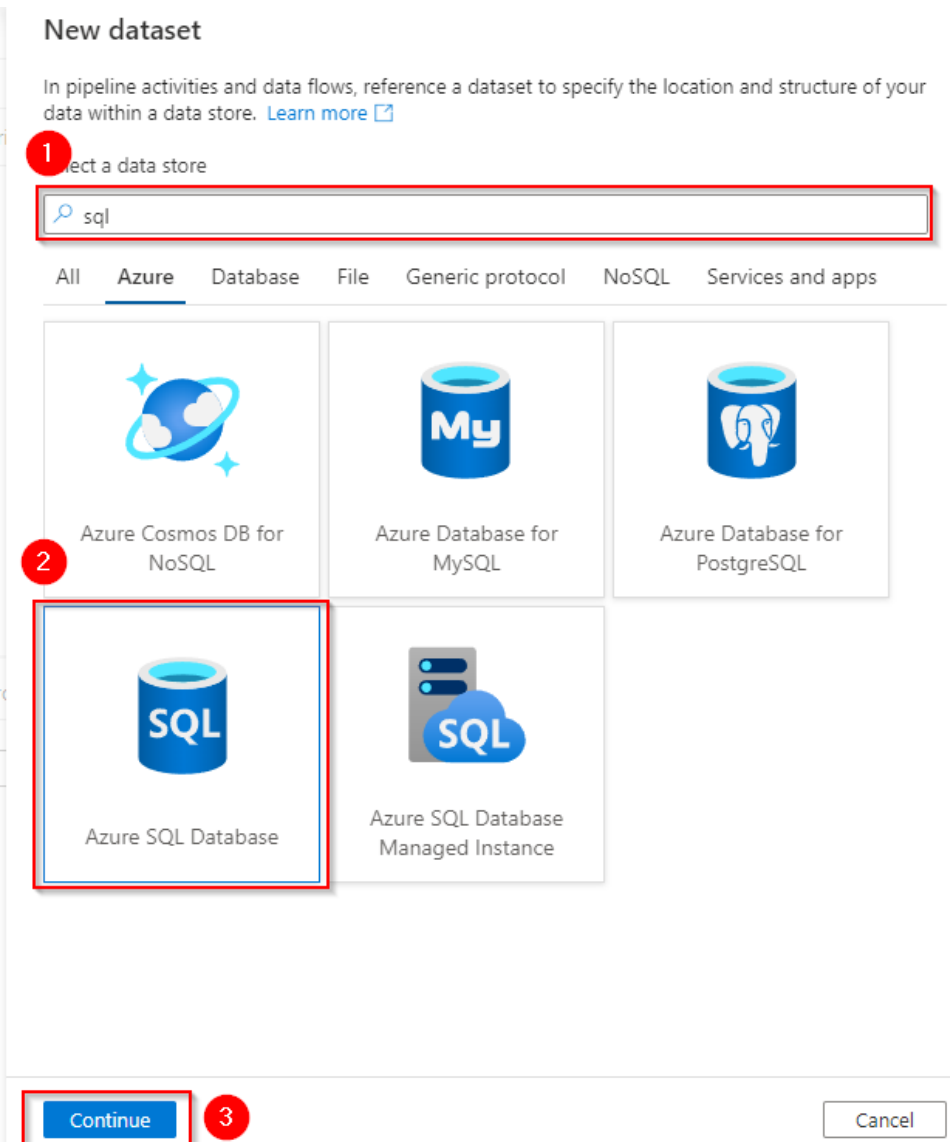 New dataset
In pipeline activities and data flows, reference a dataset to specify the location and structure of your
data within a data store. Learn more
1
lect a data store
sql
All Azure Database File Generic protocol NoSQL Services and apps
My
Azure Cosmos DB for
NoSQL
Azure Database for
MySQL
Azure Database for
PostgreSQL
2
SQL
Azure SQL Database
SQL
Azure SQL Database
Managed Instance
Continue
3
Cancel